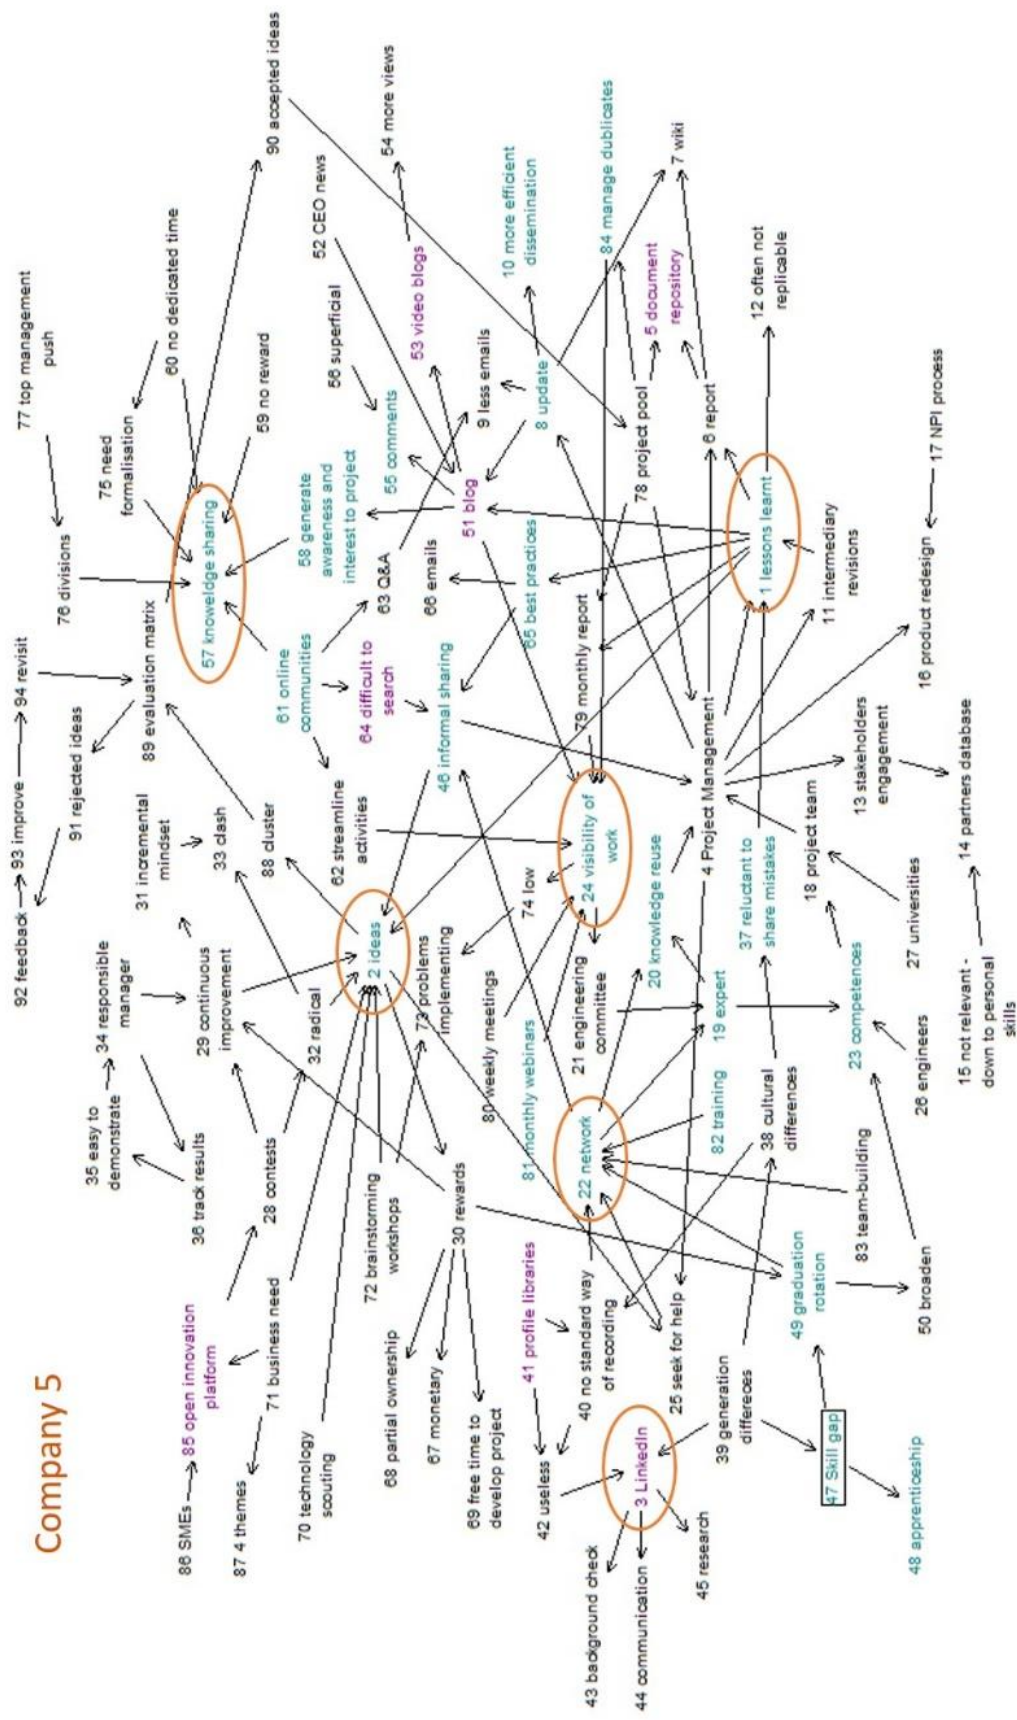 Company 5
92 feedback
93 improve
94 revisit
77 top management
push
91 rejected ideas
76 divisions
75 need
formalisation
60 no dedicated time
35 easy to
demonstrate
34 responsible
manager
31 incremental
mindset
89 evaluation matrix
57 knoweldge sharing
59 no reward
90 accepted ideas
36 track results
29 continuous
improvement
33 clash
86 SMEs
85 open innovation
platform
28 contests
88 cluster
61 online
communities
58 generate
awareness and
interest to project
56 superficial
52 CEO news
87 4 themes
71 business need
32 radical
62 streamline
activities
64 difficult to
search
63 Q&A
55 comments
53 video blogs
54 more views
70 technology
scouting
72 brainstorming
workshops
2 ideas
73 problems
implementing
46 informal sharing
66 emails
51 blog
9 less emails
68 partial ownership
67 monetary
69 free time to
develop project
30 rewards
80 weekly meetings
74 low
65 best practices
8 update
10 more efficient
dissemination
42 useless
41 profile libraries
81 monthly webinars
21 engineering
committee
24 visibility of
work
79 monthly report
78 project pool
84 manage dublicates
43 background check
40 no standard way
of recording
22 network
20 knowledge reuse
5 document
repository
7 wiki
44 communication
3 LinkedIn
25 seek for help
82 training
19 expert
4 Project Management
6 report
45 research
39 generation
differeces
38 cultural
differences
37 reluctant to
share mistakes
1 lessons learnt
12 often not
replicable
49 graduation
rotation
18 project team
11 intermediary
revisions
47 Skill gap
83 team-building
23 competences
13 stakeholders
engagement
48 apprenticeship
50 broaden
26 engineers
27 universities
16 product redesign
17 NPI process
15 not relevant -
down to personal
skills
14 partners database